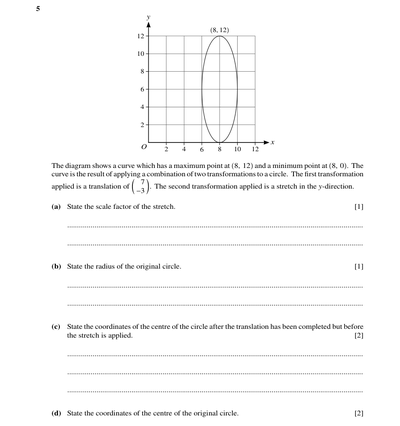 5
y
(8, 12)
12
10
8
6
4
2
O
2 4 6 8 10 12
x
The diagram shows a curve which has a maximum point at (8, 12) and a minimum point at (8, 0). The
curve is the result of applying a combination of two transformations to a circle. The first transformation
applied is a translation of (7 −3). The second transformation applied is a stretch in the y-direction.
(a) State the scale factor of the stretch. [1]
(b) State the radius of the original circle. [1]
(c) State the coordinates of the centre of the circle after the translation has been completed but before
the stretch is applied. [2]
(d) State the coordinates of the centre of the original circle. [2]